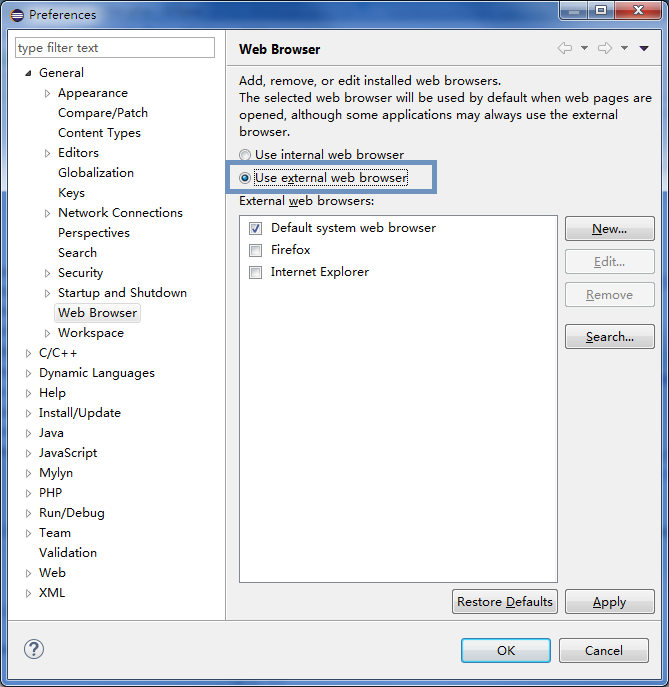 Preferences
type filter text
General
Appearance
Compare/Patch
Content Types
Editors
Globalization
Keys
Network Connections
Perspectives
Search
Security
Startup and Shutdown
Web Browser
Workspace
C/C++
Dynamic Languages
Help
Install/Update
Java
JavaScript
Mylyn
PHP
Run/Debug
Team
Validation
Web
XML
Web Browser
Add, remove, or edit installed web browsers.
The selected web browser will be used by default when web pages are
opened, although some applications may always use the external
browser.
Use internal web browser
Use external web browser
External web browsers:
Default system web browser
Firefox
Internet Explorer
New...
Edit...
Remove
Search...
Restore Defaults
Apply
?
OK
Cancel